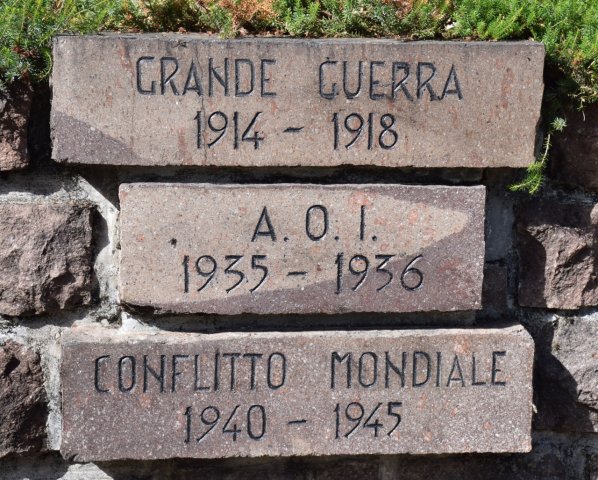 GRANDE GUERRA
1914 - 1918
A. O. I.
1935 - 1936
CONFLITTO MONDIALE
1940 - 1945